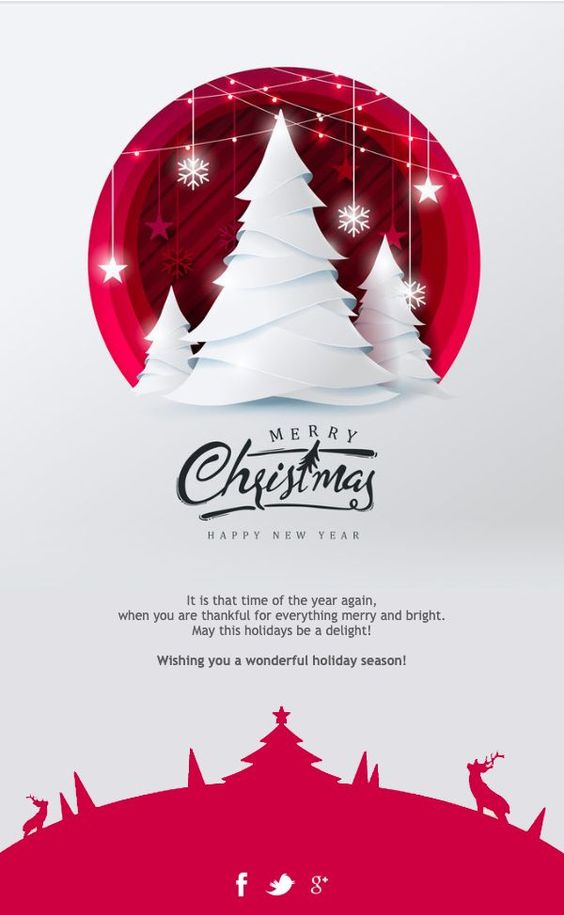 MERRY
Christmas
HAPPY NEW YEAR
It is that time of the year again,
when you are thankful for everything merry and bright.
May this holidays be a delight!
Wishing you a wonderful holiday season!
f
g+